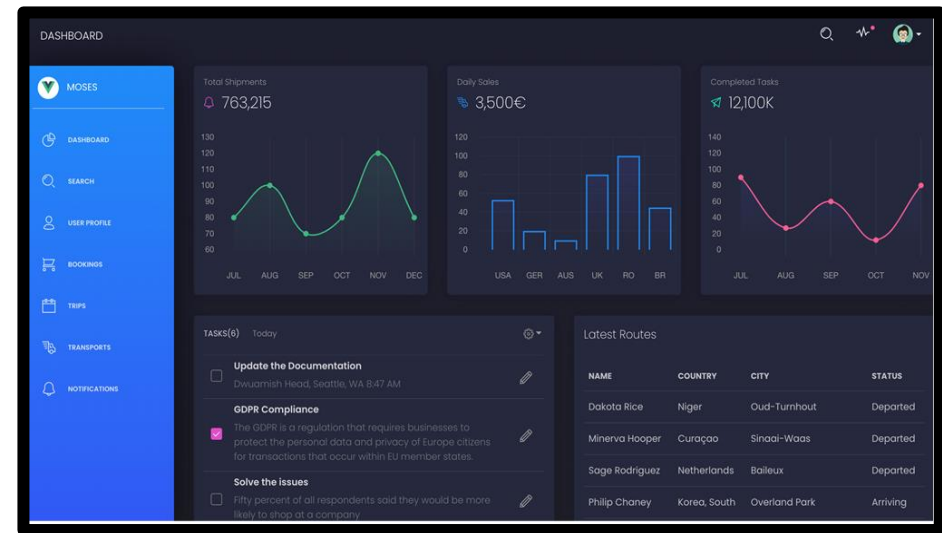 DASHBOARD
MOSES
DASHBOARD
SEARCH
USER PROFILE
BOOKINGS
TRIPS
TRANSPORTS
NOTIFICATIONS
Total Shipments
763,215
130
120
110
100
90
80
70
60
JUL AUG SEP OCT NOV DEC
Daily Sales
3,500€
120
100
80
60
40
20
0
USA GER AUS UK RO BR
Completed Tasks
12,100K
140
120
100
80
60
40
20
0
JUL AUG SEP OCT NOV
TASKS(6) Today
Update the Documentation
Dwuamish Head, Seattle, WA 8:47 AM
GDPR Compliance
The GDPR is a regulation that requires businesses to
protect the personal data and privacy of Europe citizens
for transactions that occur within EU member states.
Solve the issues
Fifty percent of all respondents said they would be more
likely to shop at a company
Latest Routes
NAME COUNTRY CITY STATUS
Dakota Rice Niger Oud-Turnhout Departed
Minerva Hooper Curaçao Sinaai-Waas Departed
Sage Rodriguez Netherlands Baileux Departed
Philip Chaney Korea, South Overland Park Arriving